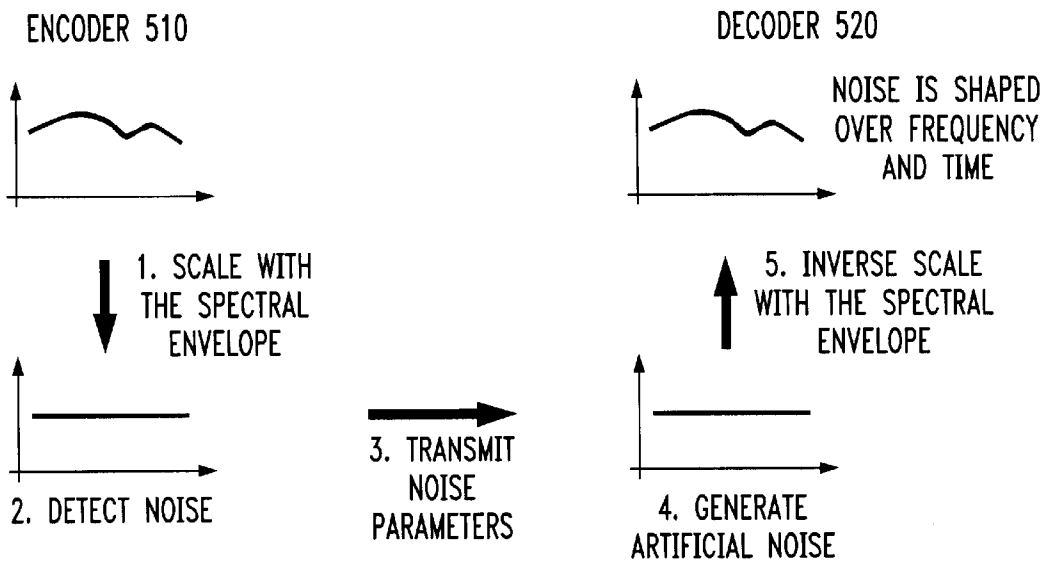 ENCODER 510
DECODER 520
NOISE IS SHAPED
OVER FREQUENCY
AND TIME
1. SCALE WITH
THE SPECTRAL
ENVELOPE
5. INVERSE SCALE
WITH THE SPECTRAL
ENVELOPE
2. DETECT NOISE
3. TRANSMIT
NOISE
PARAMETERS
4. GENERATE
ARTIFICIAL NOISE